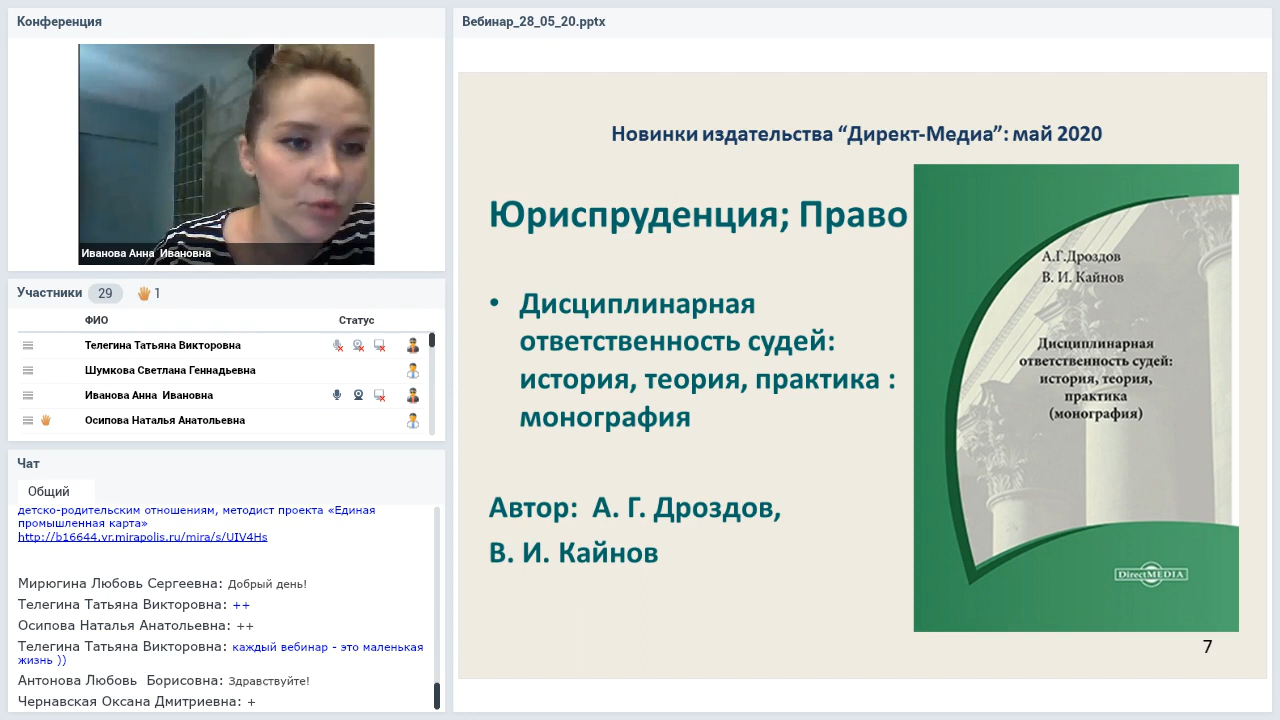 Конференция
Иванова Анна  Ивановна
Участники 29 1
ФИО Статус
Телегина Татьяна Викторовна
Шумкова Светлана Геннадьевна
Иванова Анна  Ивановна
Осипова Наталья Анатольевна
Чат
Общий
детско-родительским отношениям, методист проекта «Единая
промышленная карта»
http://b16644.vr.mirapolis.ru/mira/s/UIV4Hs
Мирюгина Любовь Сергеевна: Добрый день!
Телегина Татьяна Викторовна: ++
Осипова Наталья Анатольевна: ++
Телегина Татьяна Викторовна: каждый вебинар - это маленькая
жизнь ))
Антонова Любовь  Борисовна: Здравствуйте!
Чернавская Оксана Дмитриевна: +
Вебинар_28_05_20.pptx
Новинки издательства “Директ-Медиа”: май 2020
Юриспруденция; Право
• Дисциплинарная
ответственность судей:
история, теория, практика :
монография
Автор:  А. Г. Дроздов,
В. И. Кайнов
А.Г.Дроздов
В. И. Кайнов
Дисциплинарная
ответственность судей:
история, теория,
практика
(монография)
DirectMEDIA
7